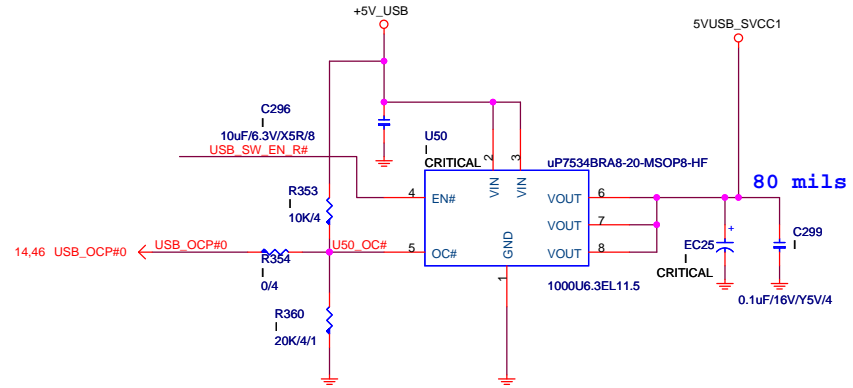 +5V_USB
5VUSB_SVCC1
C296
I
10uF/6.3V/X5R/8
USB_SW_EN_R#
U50
I
CRITICAL
2
3
uP7534BRA8-20-MSOP8-HF
80 mils
VIN
VIN
R353
I
10K/4
4
EN#
VOUT
6
VOUT
7
14,46 USB_OCP#0
USB_OCP#0
U50_OC#
5
OC#
GND
VOUT
8
EC25
I
CRITICAL
+
C299
I
R354
I
0/4
1
1000U6.3EL11.5
0.1uF/16V/Y5V/4
R360
I
20K/4/1